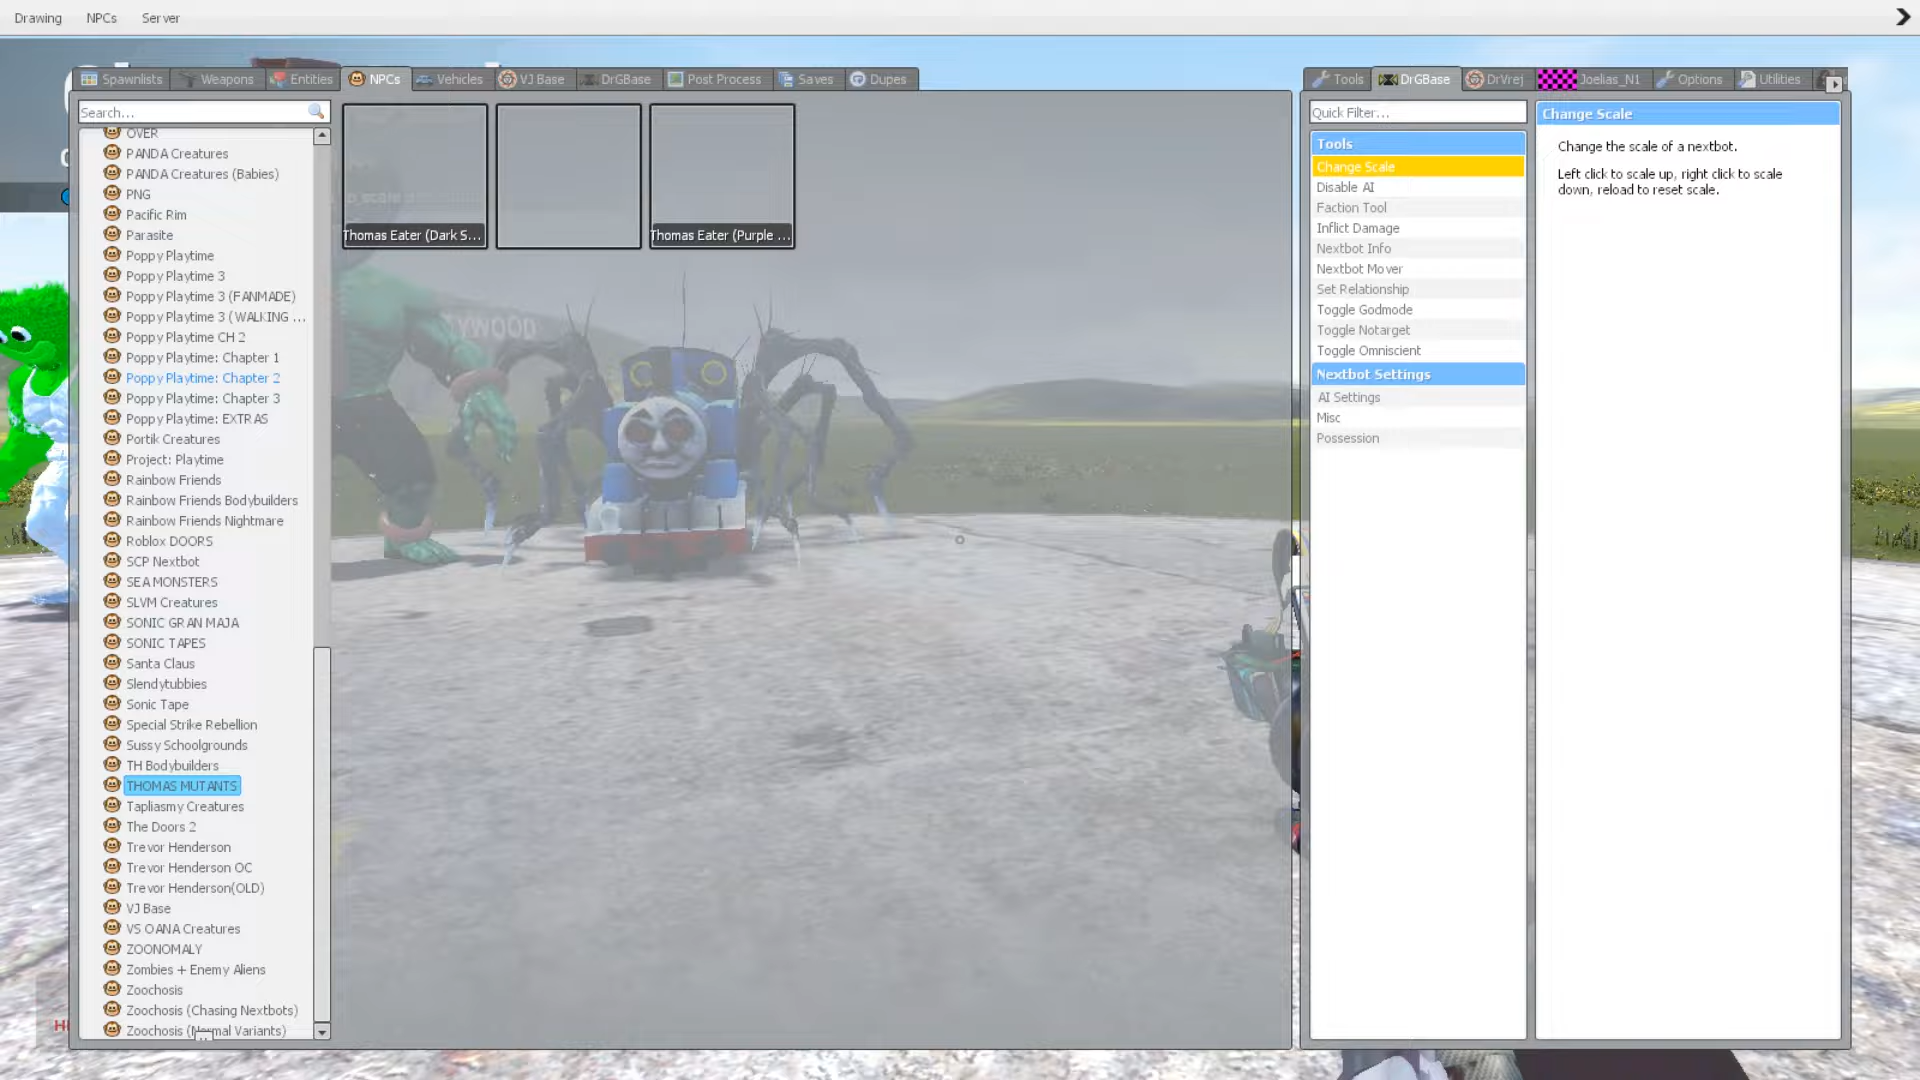 Drawing NPCs Server
Spawnlists Weapons Entities NPCs Vehicles VJ Base DrGBase Post Process Saves Dupes
Search...
OVER
PANDA Creatures
PANDA Creatures (Babies)
PNG
Pacific Rim
Parasite
Poppy Playtime
Poppy Playtime 3
Poppy Playtime 3 (FANMADE)
Poppy Playtime 3 (WALKING ...
Poppy Playtime CH 2
Poppy Playtime: Chapter 1
Poppy Playtime: Chapter 2
Poppy Playtime: Chapter 3
Poppy Playtime: EXTRAS
Portik Creatures
Project: Playtime
Rainbow Friends
Rainbow Friends Bodybuilders
Rainbow Friends Nightmare
Roblox DOORS
SCP Nextbot
SEA MONSTERS
SLVM Creatures
SONIC GRAN MAJA
SONIC TAPES
Santa Claus
Slendytubbies
Sonic Tape
Special Strike Rebellion
Sussy Schoolgrounds
TH Bodybuilders
THOMAS MUTANTS
Tapliasmy Creatures
The Doors 2
Trevor Henderson
Trevor Henderson OC
Trevor Henderson(OLD)
VJ Base
VS OANA Creatures
ZOONOMALY
Zombies + Enemy Aliens
Zoochosis
Zoochosis (Chasing Nextbots)
Zoochosis (Normal Variants)
Thomas Eater (Dark S...
Thomas Eater (Purple ...
YWOOD
Tools DrGBase DrVrej Joelias_N1 Options Utilities
Quick Filter...
Tools
Change Scale
Disable AI
Faction Tool
Inflict Damage
Nextbot Info
Nextbot Mover
Set Relationship
Toggle Godmode
Toggle Notarget
Toggle Omniscient
Nextbot Settings
AI Settings
Misc
Possession
Change Scale
Change the scale of a nextbot.
Left click to scale up, right click to scale
down, reload to reset scale.